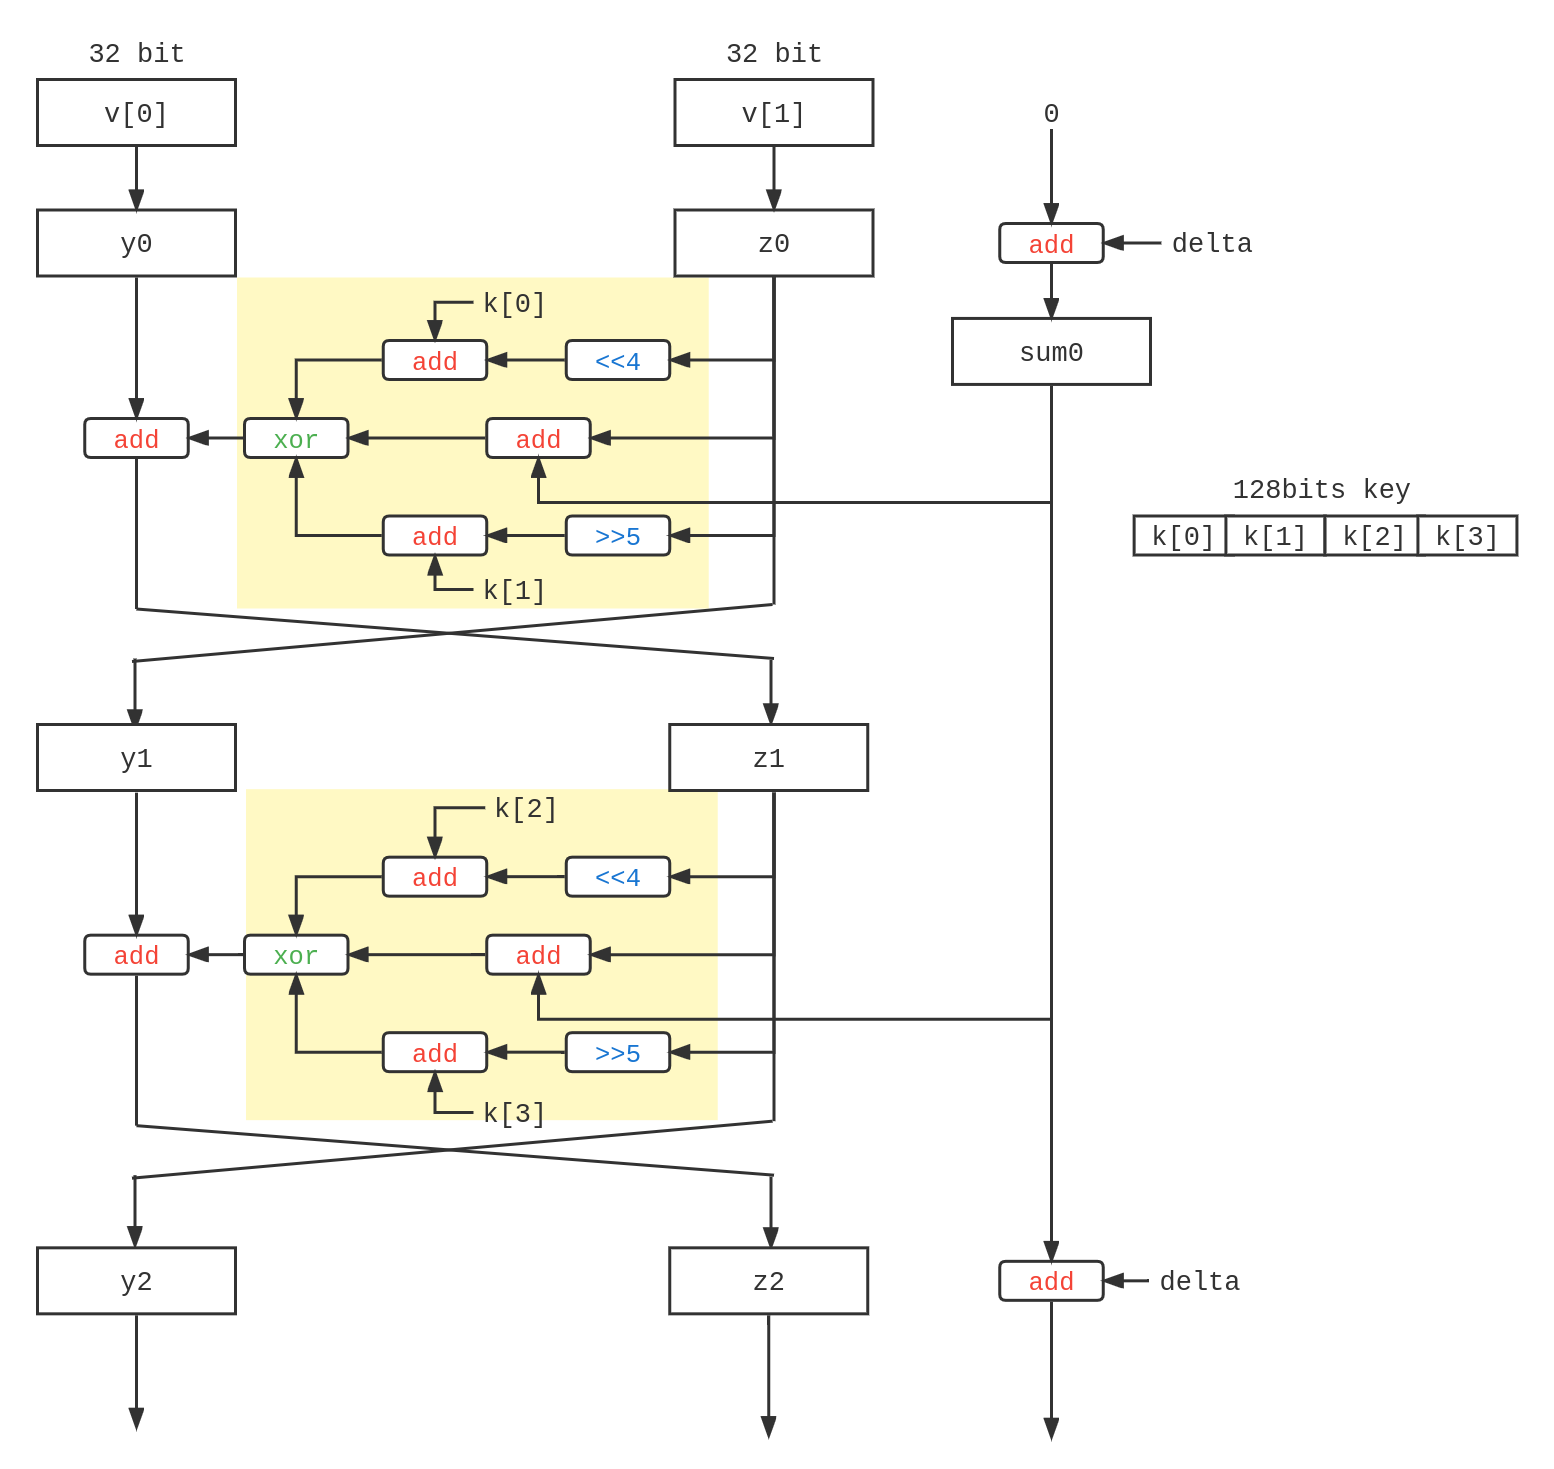 32 bit
32 bit
v[0]
v[1]
0
y0
z0
add
delta
k[0]
add
<<4
sum0
add
xor
add
128bits key
add
>>5
k[0]
k[1]
k[2]
k[3]
k[1]
y1
z1
k[2]
add
<<4
add
xor
add
add
>>5
k[3]
y2
z2
add
delta